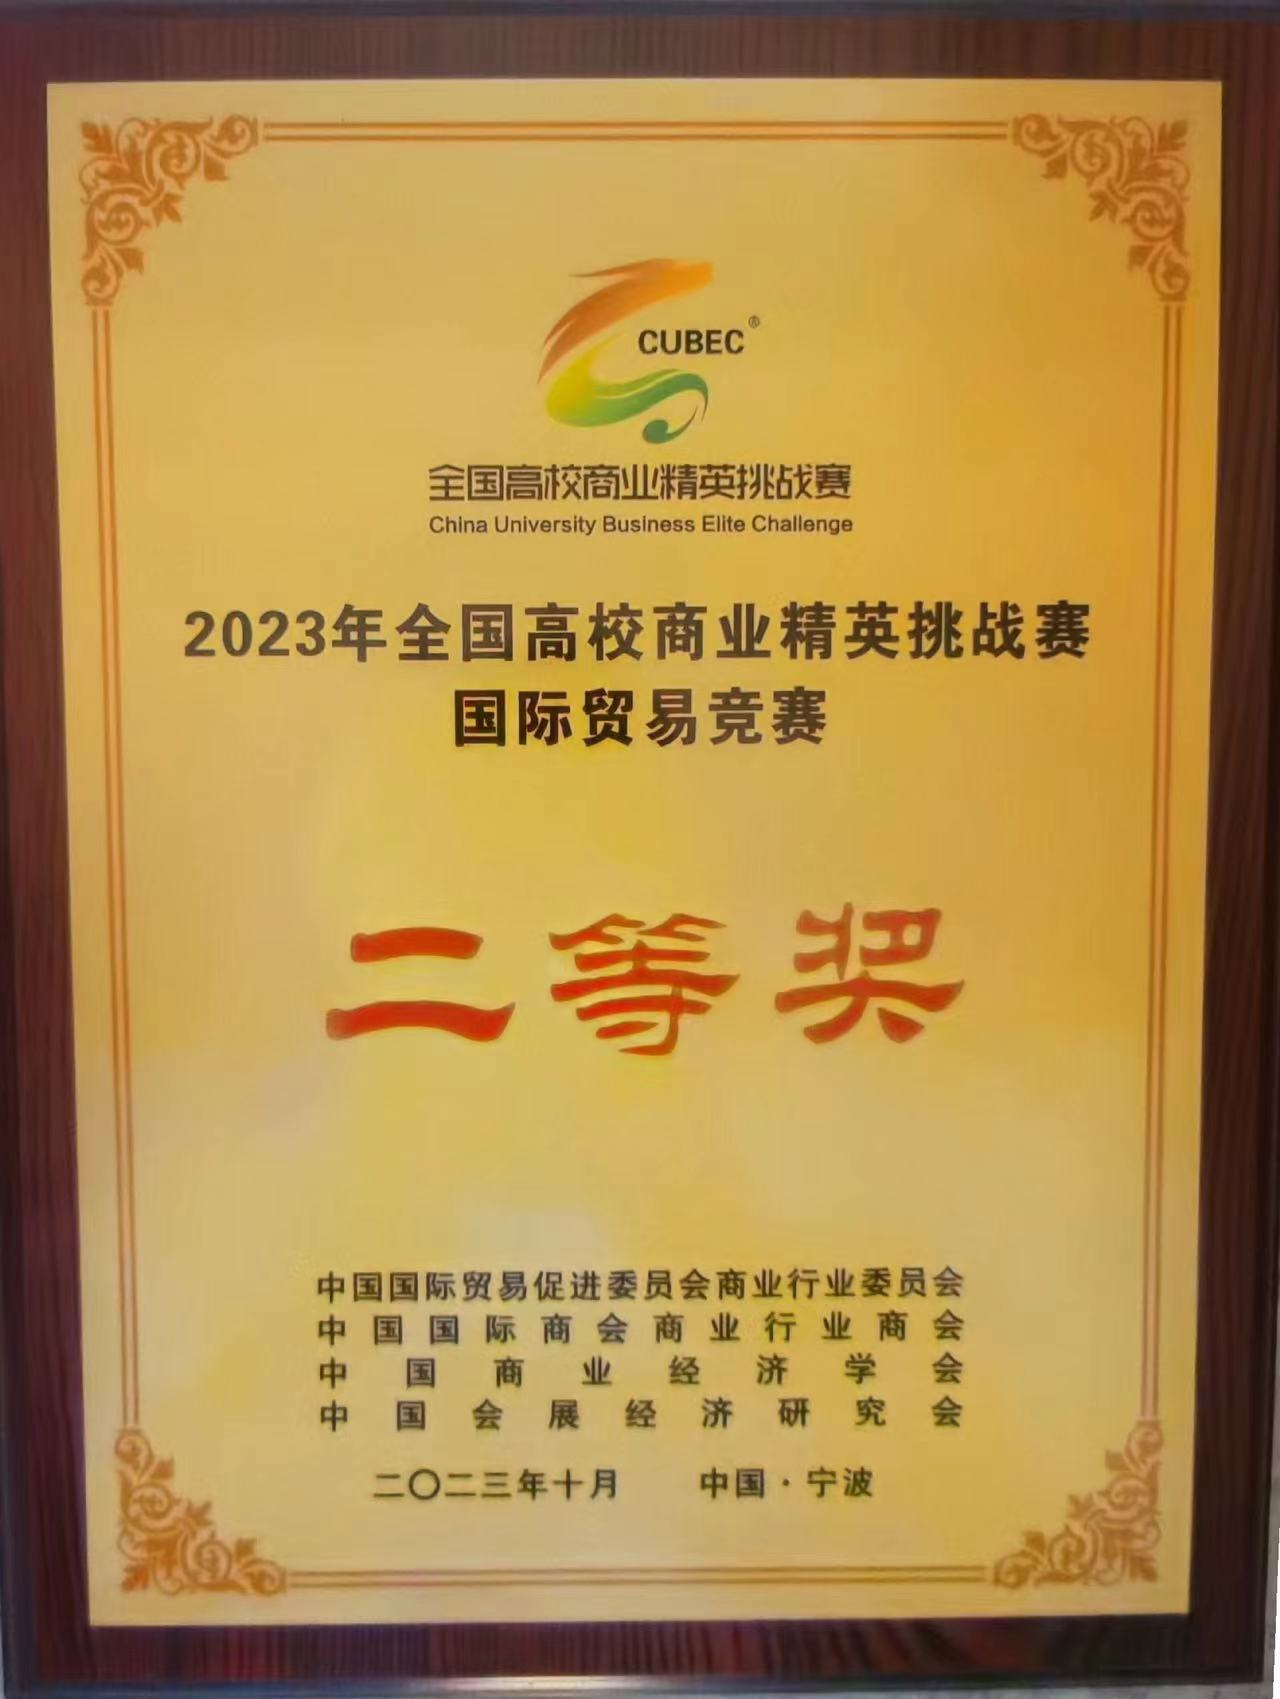 CUBEC®
全国高校商业精英挑战赛
China University Business Elite Challenge
2023年全国高校商业精英挑战赛
国际贸易竞赛
二等奖
中国国际贸易促进委员会商业行业委员会
中国国际商会商业行业商会
中国商业经济学会
中国会展经济研究会
二〇二三年十月 中国·宁波